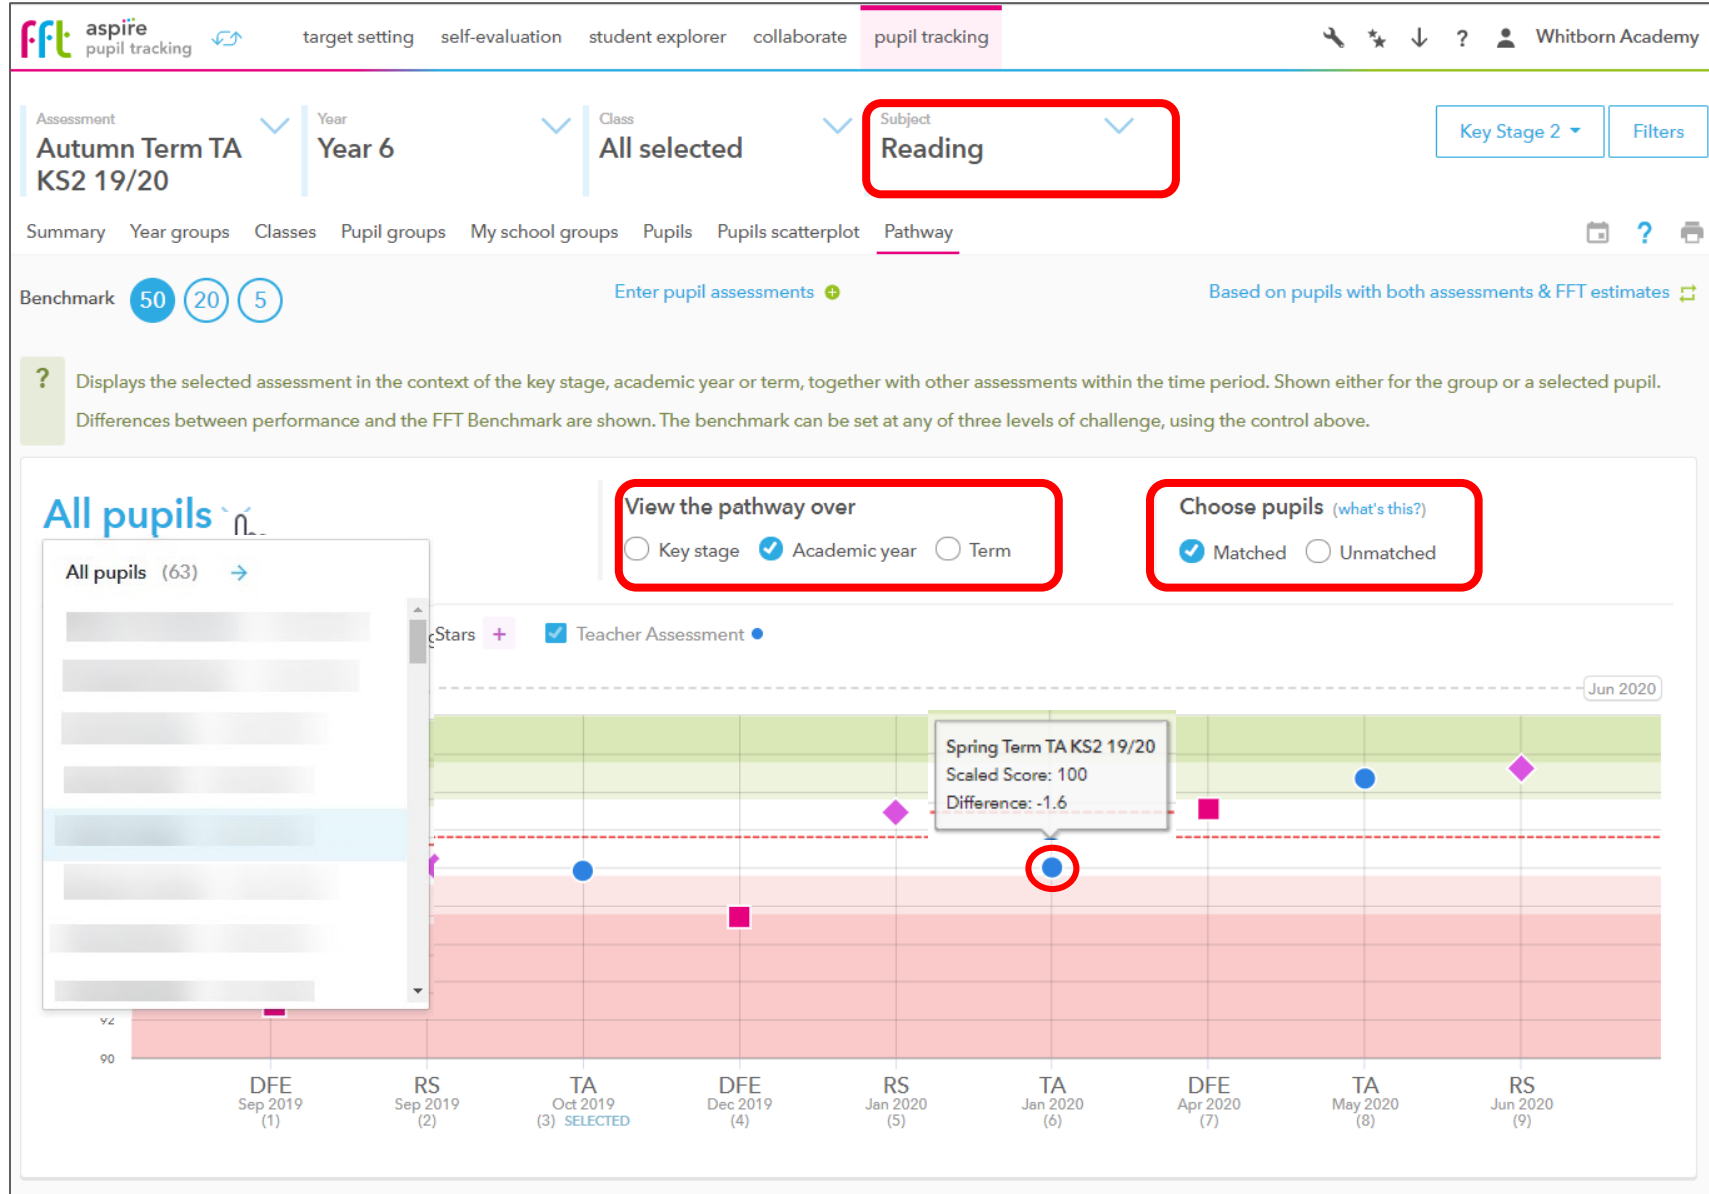 fft aspire
pupil tracking
target setting self-evaluation student explorer collaborate pupil tracking
? Whitborn Academy
Assessment
Autumn Term TA
KS2 19/20
Year
Year 6
Class
All selected
Subject
Reading
Key Stage 2
Filters
Summary Year groups Classes Pupil groups My school groups Pupils Pupils scatterplot Pathway
?
Benchmark 50 20 5
Enter pupil assessments
Based on pupils with both assessments & FFT estimates
? Displays the selected assessment in the context of the key stage, academic year or term, together with other assessments within the time period. Shown either for the group or a selected pupil.
Differences between performance and the FFT Benchmark are shown. The benchmark can be set at any of three levels of challenge, using the control above.
All pupils
View the pathway over
Key stage Academic year Term
Choose pupils (what's this?)
Matched Unmatched
All pupils (63)
Stars + Teacher Assessment
Jun 2020
Spring Term TA KS2 19/20
Scaled Score: 100
Difference: -1.6
92
90
DFE RS TA DFE RS TA DFE TA RS
Sep 2019 Sep 2019 Oct 2019 Dec 2019 Jan 2020 Jan 2020 Apr 2020 May 2020 Jun 2020
(1) (2) (3) SELECTED (4) (5) (6) (7) (8) (9)